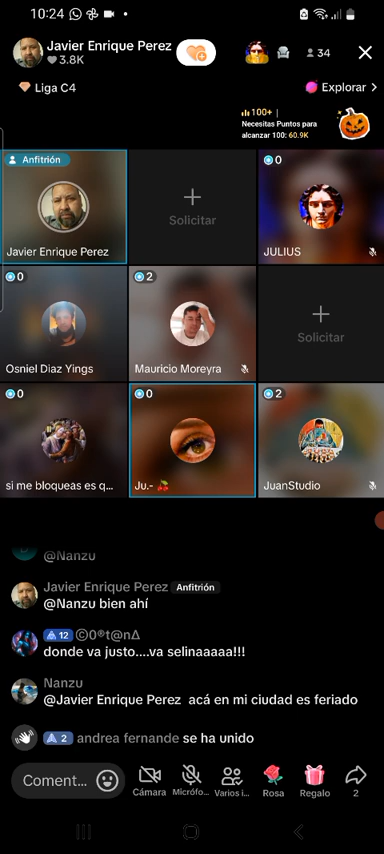 10:24
Javier Enrique Perez
3.8K
34
Liga C4
Explorar
100+ |
Necesitas Puntos para
alcanzar 100: 60.9K
Anfitrión
Javier Enrique Perez
Solicitar
0
JULIUS
0
Osniel Diaz Yings
2
Mauricio Moreyra
Solicitar
0
si me bloqueas es q...
0
Ju.- 🍒
2
JuanStudio
@Nanzu
Javier Enrique Perez Anfitrión
@Nanzu bien ahí
12 ©0®t@n∆
donde va justo....va selinaaaaa!!!
Nanzu
@Javier Enrique Perez acá en mi ciudad es feriado
2 andrea fernande se ha unido
Coment...
Cámara
Micrófo...
Varios i...
Rosa
Regalo
2